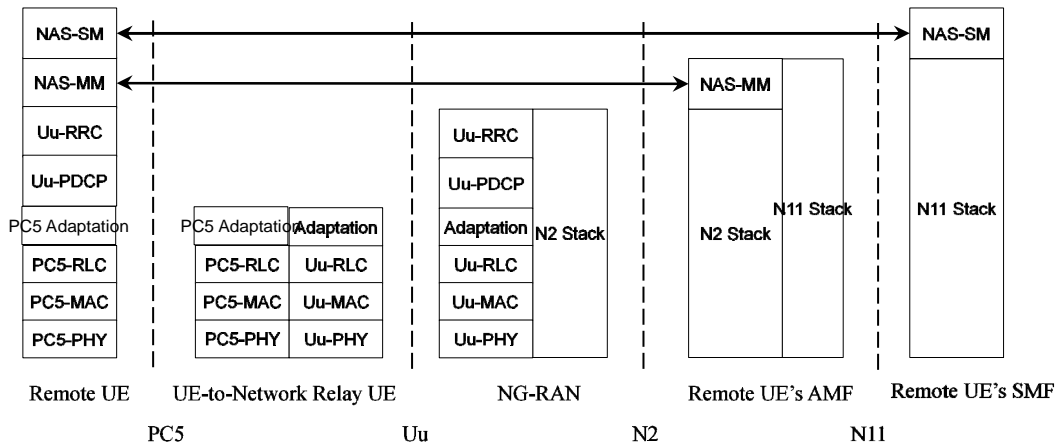 NAS-SM
NAS-SM
NAS-MM
NAS-MM
Uu-RRC
Uu-RRC
Uu-PDCP
Uu-PDCP
N11 Stack
N11 Stack
PC5 Adaptation
PC5 Adaptation
Adaptation
Adaptation
N2 Stack
N2 Stack
PC5-RLC
PC5-RLC
Uu-RLC
Uu-RLC
PC5-MAC
PC5-MAC
Uu-MAC
Uu-MAC
PC5-PHY
PC5-PHY
Uu-PHY
Uu-PHY
Remote UE
UE-to-Network Relay UE
NG-RAN
Remote UE's AMF
Remote UE's SMF
PC5
Uu
N2
N11